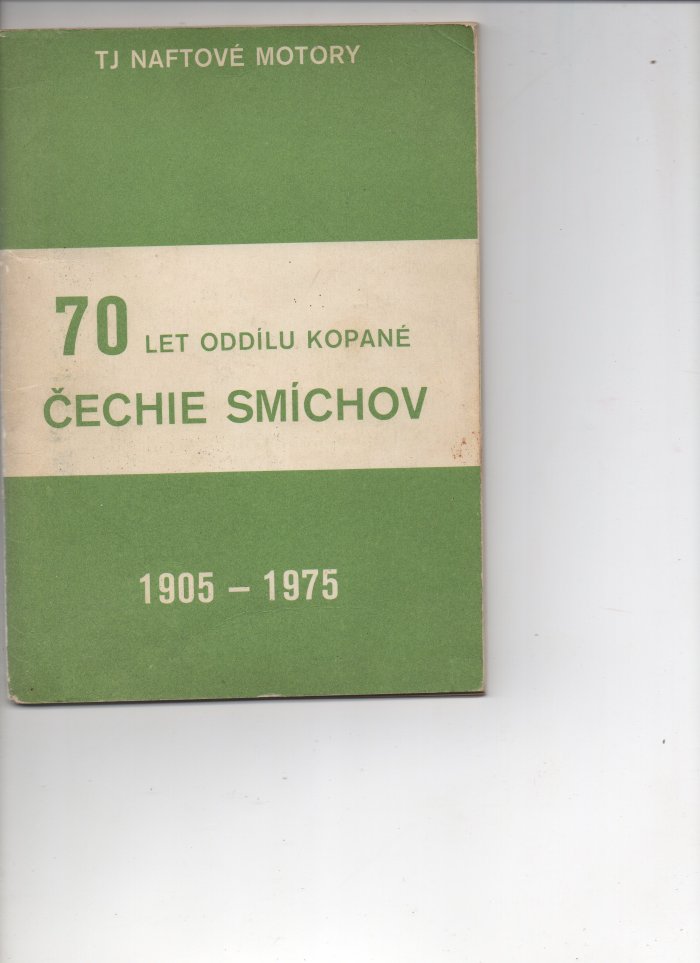 TJ NAFTOVÉ MOTORY
70 LET ODDÍLU KOPANÉ
ČECHIE SMÍCHOV
1905 – 1975